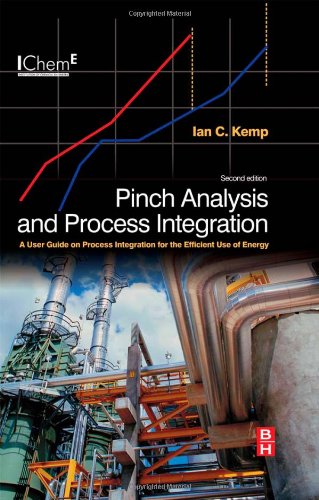 IChemE
Ian C. Kemp
Second edition
Pinch Analysis
and Process Integration
A User Guide on Process Integration for the Efficient Use of Energy
B
H